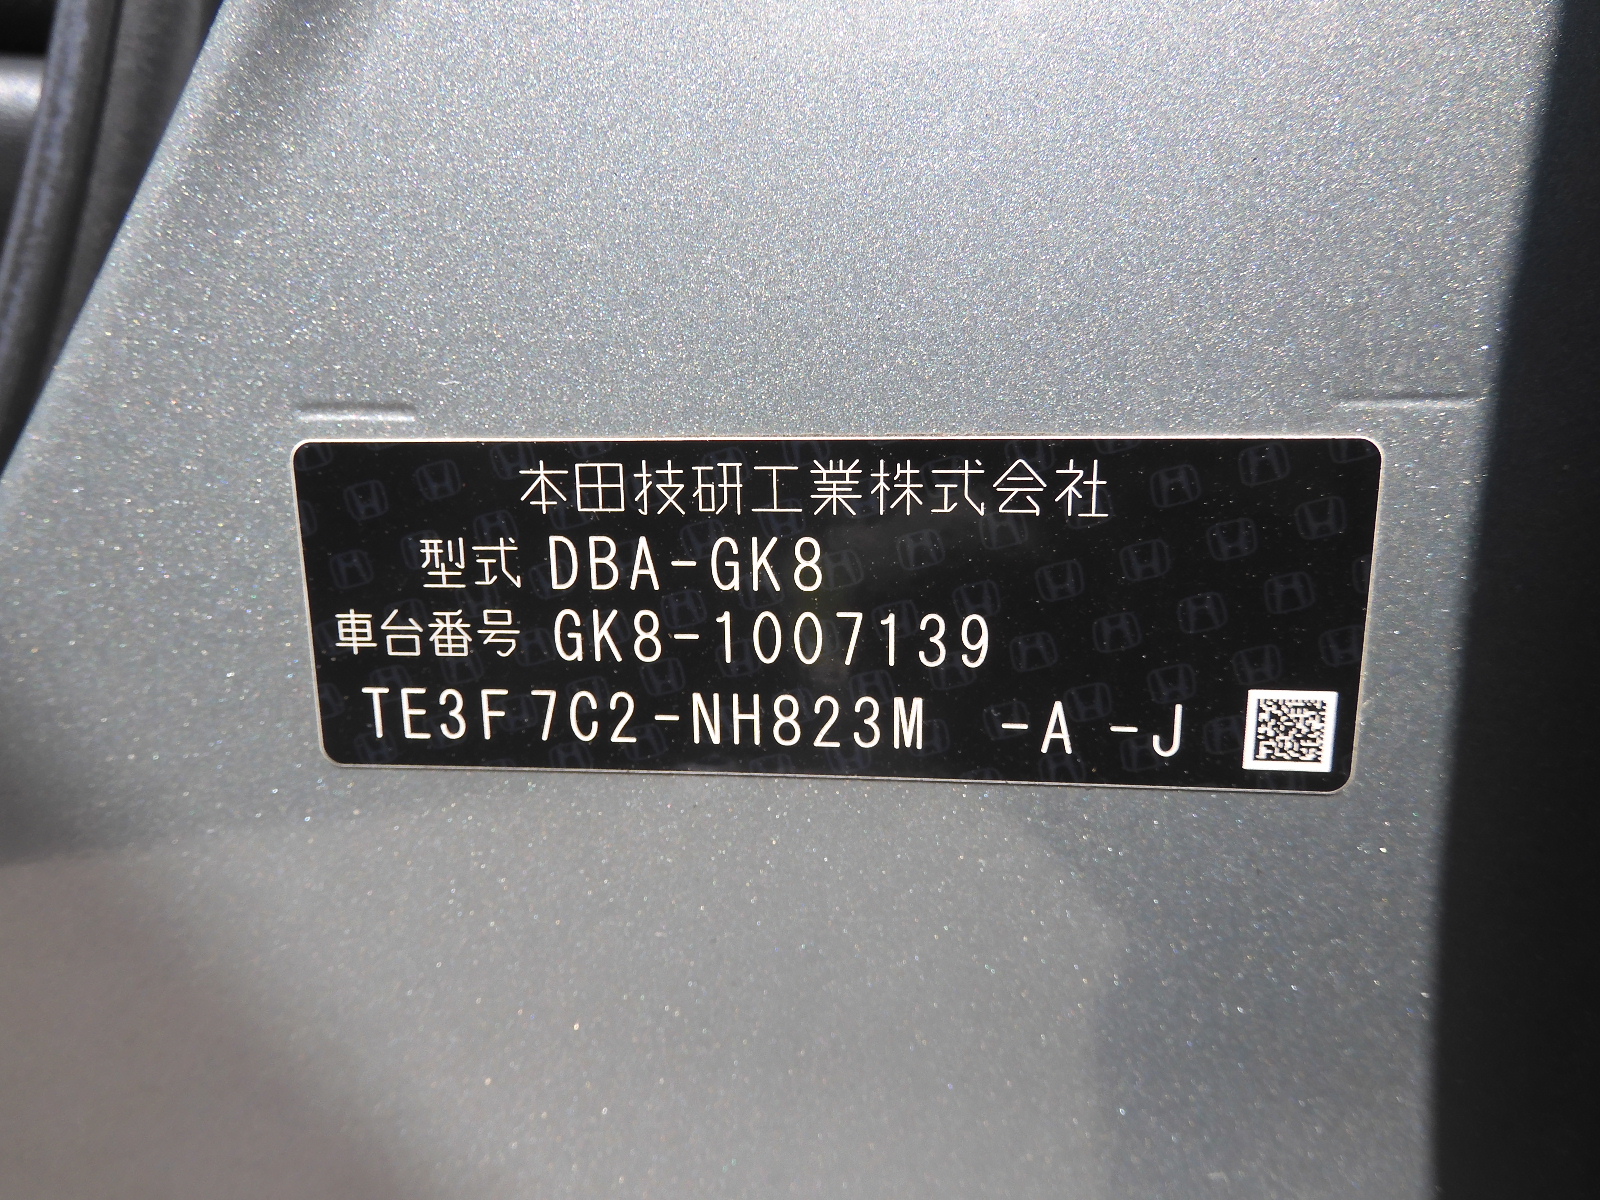 本田技研工業株式会社
型式 DBA-GK8
車台番号 GK8-1007139
TE3F7C2-NH823M -A -J